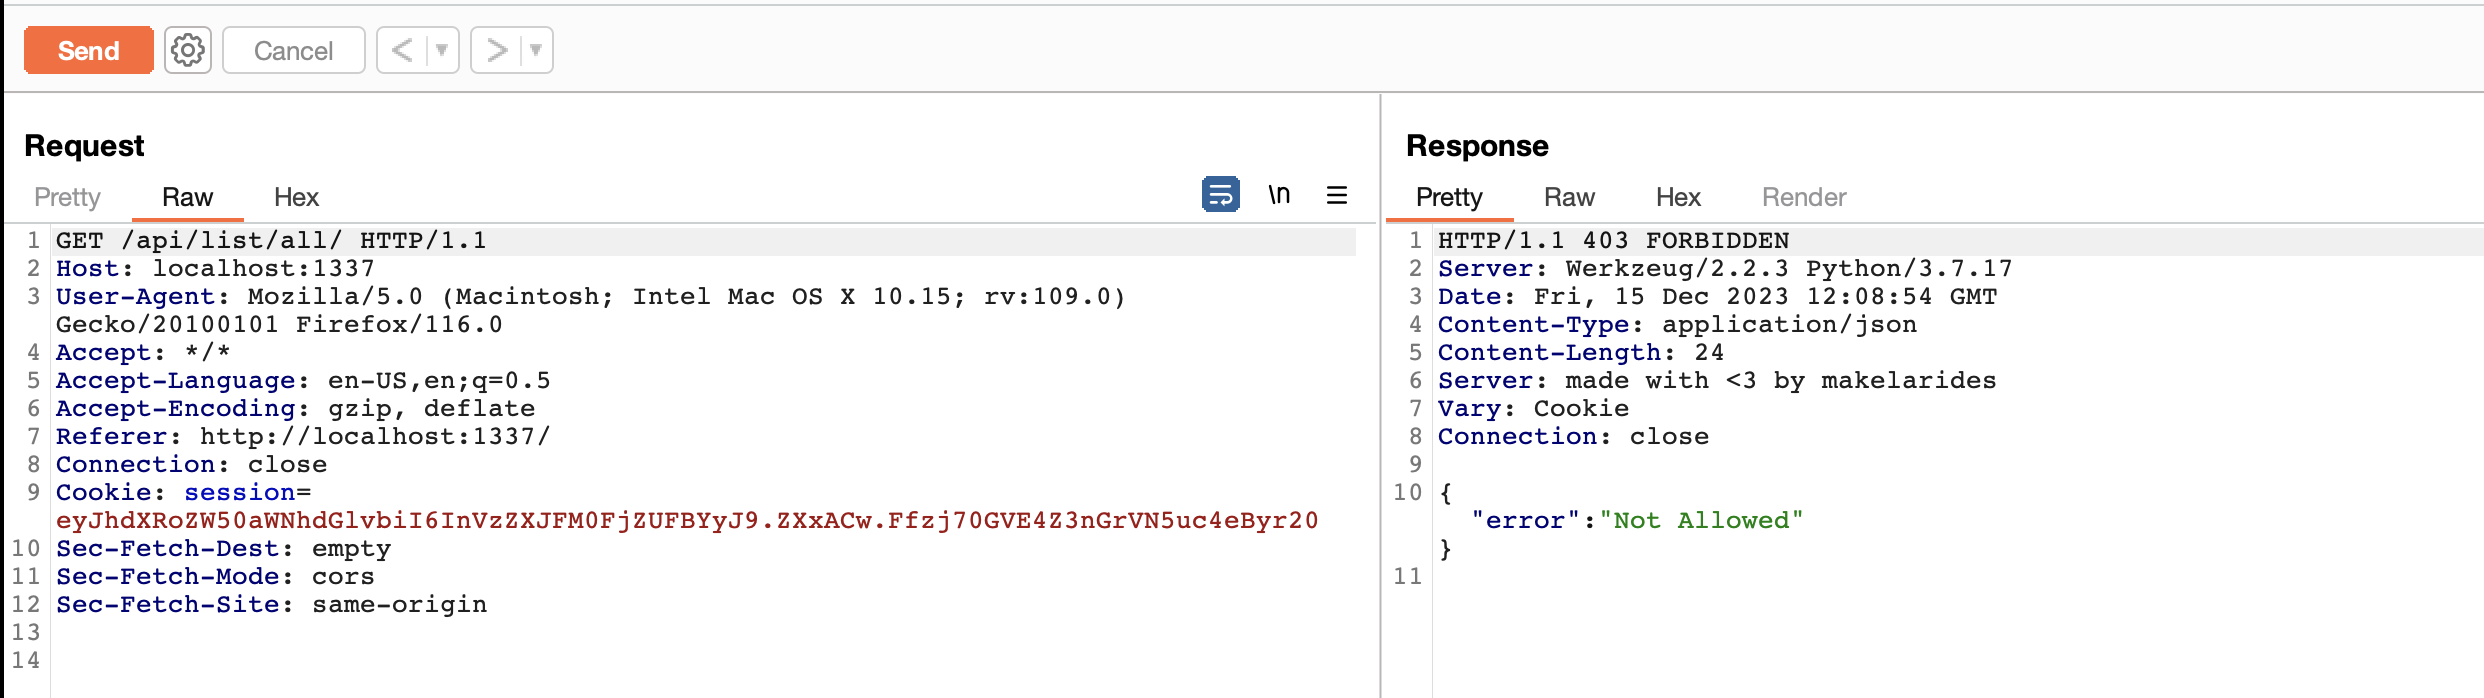 Send Cancel < ▼ > ▼
Request
Pretty Raw Hex \n
1 GET /api/list/all/ HTTP/1.1
2 Host: localhost:1337
3 User-Agent: Mozilla/5.0 (Macintosh; Intel Mac OS X 10.15; rv:109.0)
Gecko/20100101 Firefox/116.0
4 Accept: */*
5 Accept-Language: en-US,en;q=0.5
6 Accept-Encoding: gzip, deflate
7 Referer: http://localhost:1337/
8 Connection: close
9 Cookie: session=
eyJhdXRoZW50aWNhdGlvbiI6InVzZXJFM0FjZUFBYyJ9.ZXxACw.Ffzj70GVE4Z3nGrVN5uc4eByr20
10 Sec-Fetch-Dest: empty
11 Sec-Fetch-Mode: cors
12 Sec-Fetch-Site: same-origin
13
14
Response
Pretty Raw Hex Render
1 HTTP/1.1 403 FORBIDDEN
2 Server: Werkzeug/2.2.3 Python/3.7.17
3 Date: Fri, 15 Dec 2023 12:08:54 GMT
4 Content-Type: application/json
5 Content-Length: 24
6 Server: made with <3 by makelarides
7 Vary: Cookie
8 Connection: close
9
10 {
"error":"Not Allowed"
}
11